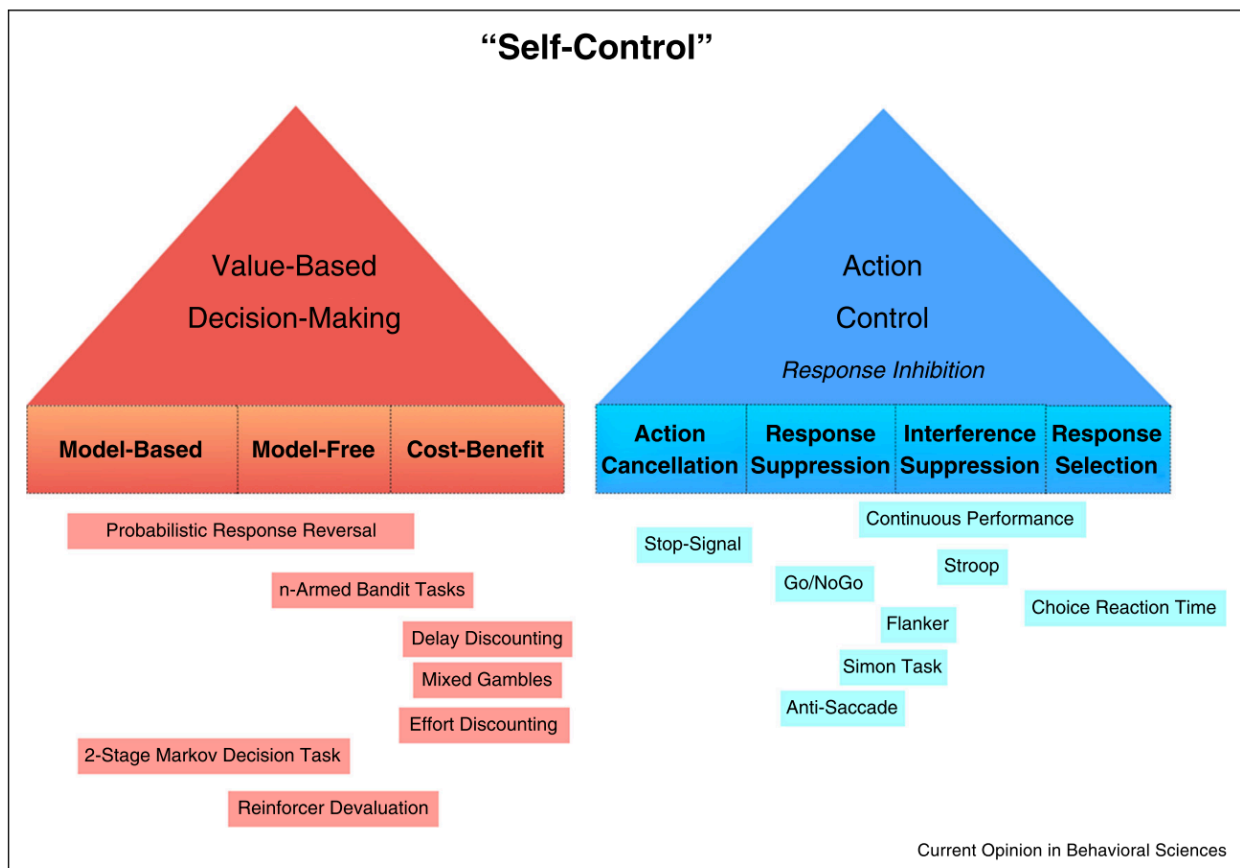 “Self-Control”
Value-Based
Decision-Making
Model-Based
Model-Free
Cost-Benefit
Probabilistic Response Reversal
n-Armed Bandit Tasks
Delay Discounting
Mixed Gambles
Effort Discounting
2-Stage Markov Decision Task
Reinforcer Devaluation
Action
Control
Response Inhibition
Action
Cancellation
Response
Suppression
Interference
Suppression
Response
Selection
Continuous Performance
Stop-Signal
Stroop
Go/NoGo
Choice Reaction Time
Flanker
Simon Task
Anti-Saccade
Current Opinion in Behavioral Sciences